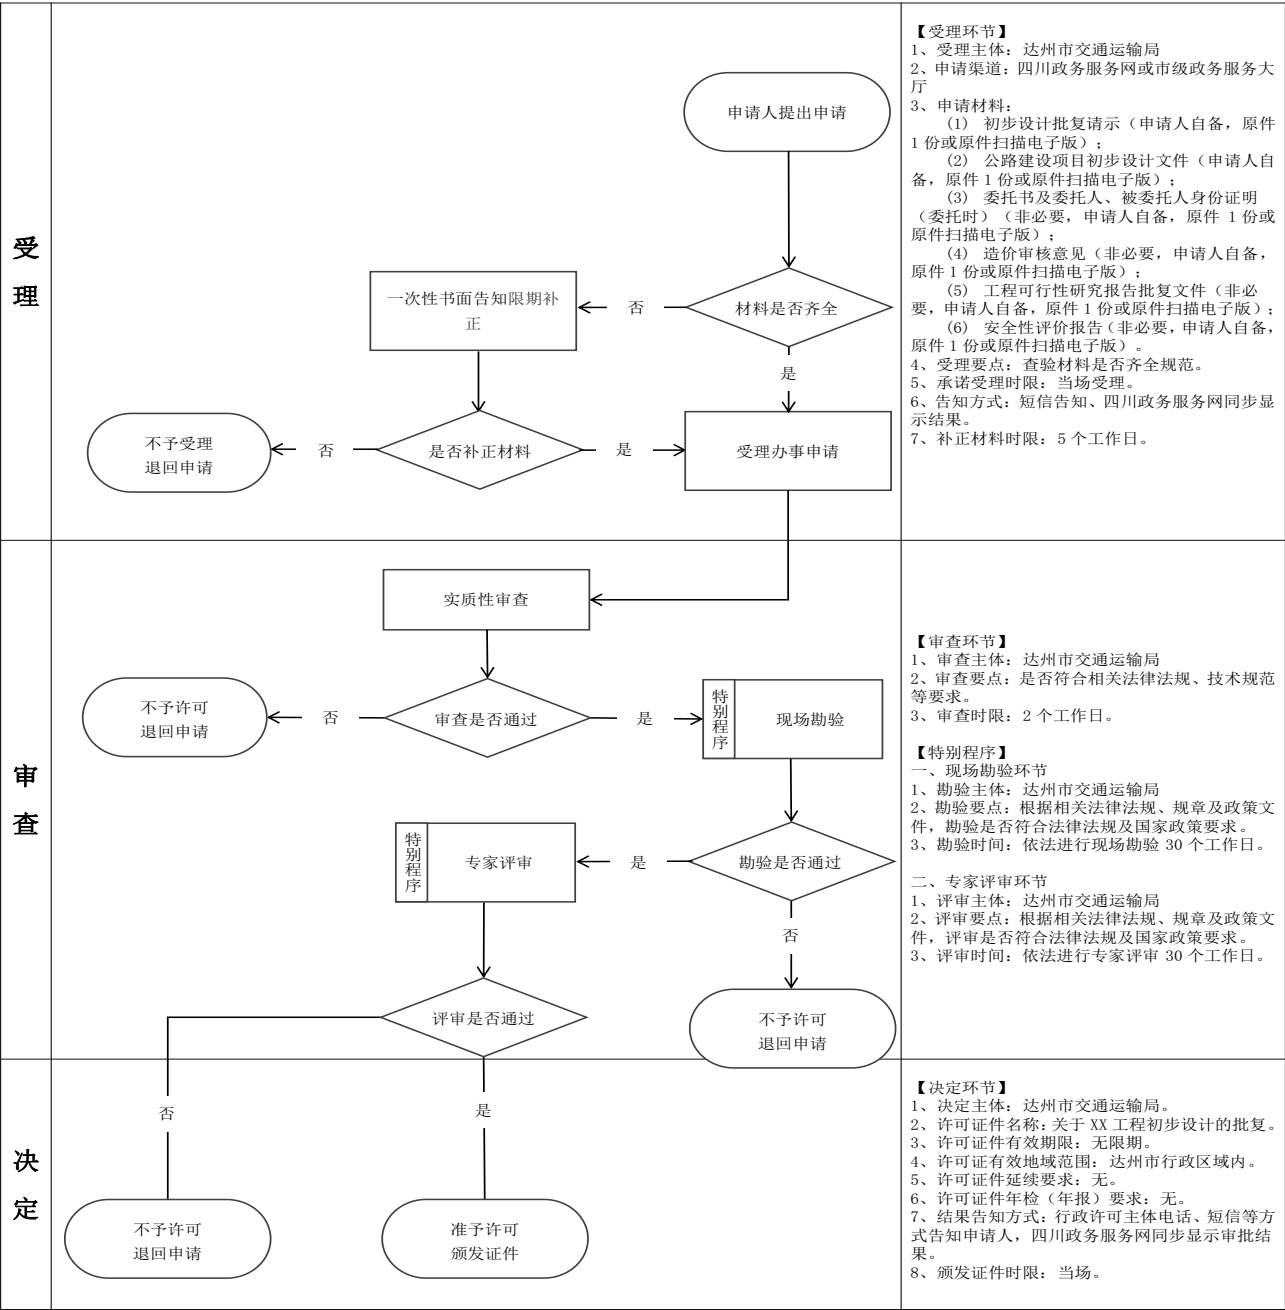 受
理
申请人提出申请
材料是否齐全
否
一次性书面告知限期补
正
是
是否补正材料
否
不予受理
退回申请
是
受理办事申请
【受理环节】
1、受理主体：达州市交通运输局
2、申请渠道：四川政务服务网或市级政务服务大
厅
3、申请材料：
(1) 初步设计批复请示（申请人自备，原件
1 份或原件扫描电子版）；
(2) 公路建设项目初步设计文件（申请人自
备，原件 1 份或原件扫描电子版）；
(3) 委托书及委托人、被委托人身份证明
（委托时）（非必要，申请人自备，原件 1 份或
原件扫描电子版）；
(4) 造价审核意见（非必要，申请人自备，
原件 1 份或原件扫描电子版）；
(5) 工程可行性研究报告批复文件（非必
要，申请人自备，原件 1 份或原件扫描电子版）；
(6) 安全性评价报告（非必要，申请人自备，
原件 1 份或原件扫描电子版）。
4、受理要点：查验材料是否齐全规范。
5、承诺受理时限：当场受理。
6、告知方式：短信告知、四川政务服务网同步显
示结果。
7、补正材料时限：5 个工作日。
审
查
实质性审查
审查是否通过
否
不予许可
退回申请
是
特别程序
现场勘验
勘验是否通过
是
特别程序
专家评审
否
不予许可
退回申请
评审是否通过
【审查环节】
1、审查主体：达州市交通运输局
2、审查要点：是否符合相关法律法规、技术规范
等要求。
3、审查时限：2 个工作日。
【特别程序】
一、现场勘验环节
1、勘验主体：达州市交通运输局
2、勘验要点：根据相关法律法规、规章及政策文
件，勘验是否符合法律法规及国家政策要求。
3、勘验时间：依法进行现场勘验 30 个工作日。
二、专家评审环节
1、评审主体：达州市交通运输局
2、评审要点：根据相关法律法规、规章及政策文
件，评审是否符合法律法规及国家政策要求。
3、评审时间：依法进行专家评审 30 个工作日。
决
定
否
是
不予许可
退回申请
准予许可
颁发证件
【决定环节】
1、决定主体：达州市交通运输局。
2、许可证件名称：关于 XX 工程初步设计的批复。
3、许可证件有效期限：无限期。
4、许可证有效地域范围：达州市行政区域内。
5、许可证件延续要求：无。
6、许可证件年检（年报）要求：无。
7、结果告知方式：行政许可主体电话、短信等方
式告知申请人，四川政务服务网同步显示审批结
果。
8、颁发证件时限：当场。